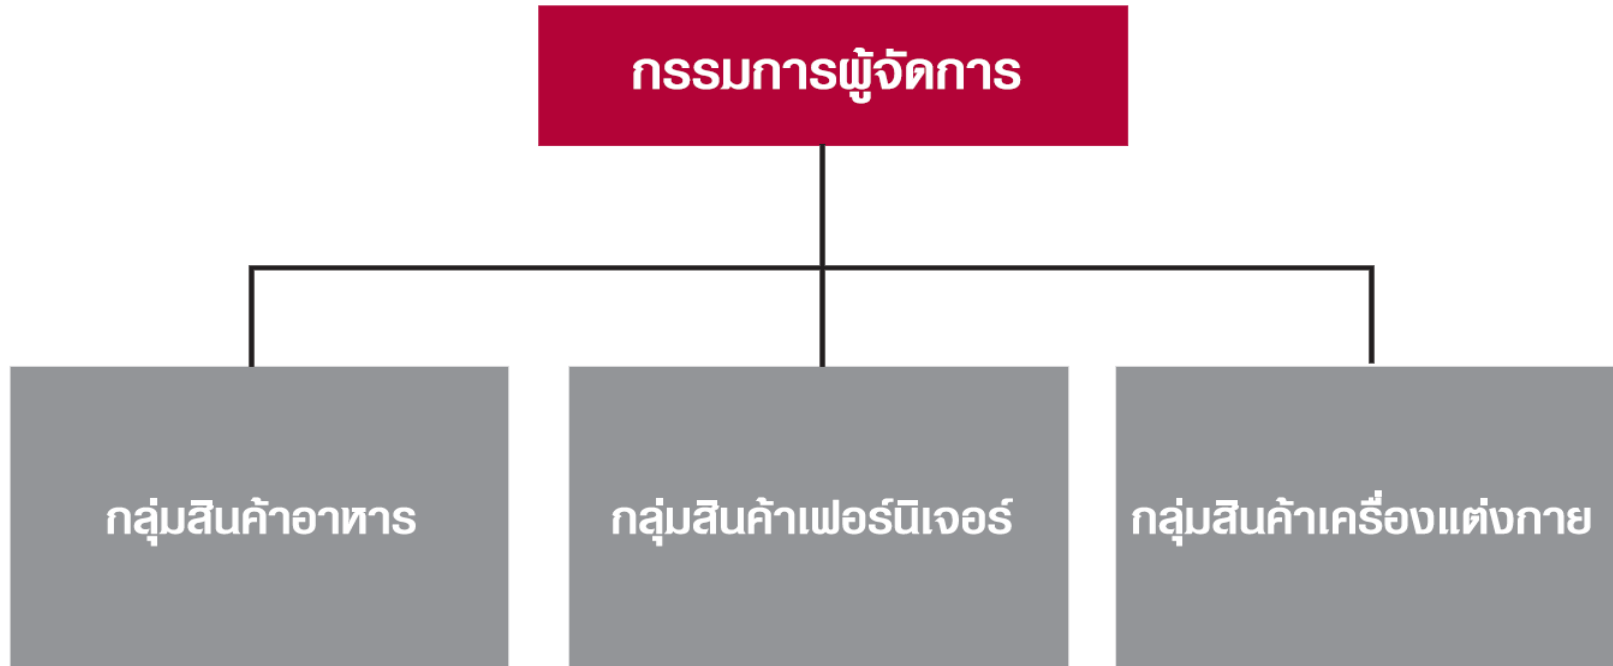 กรรมการผู้จัดการ
กลุ่มสินค้าอาหาร
กลุ่มสินค้าเฟอร์นิเจอร์
กลุ่มสินค้าเครื่องแต่งกาย